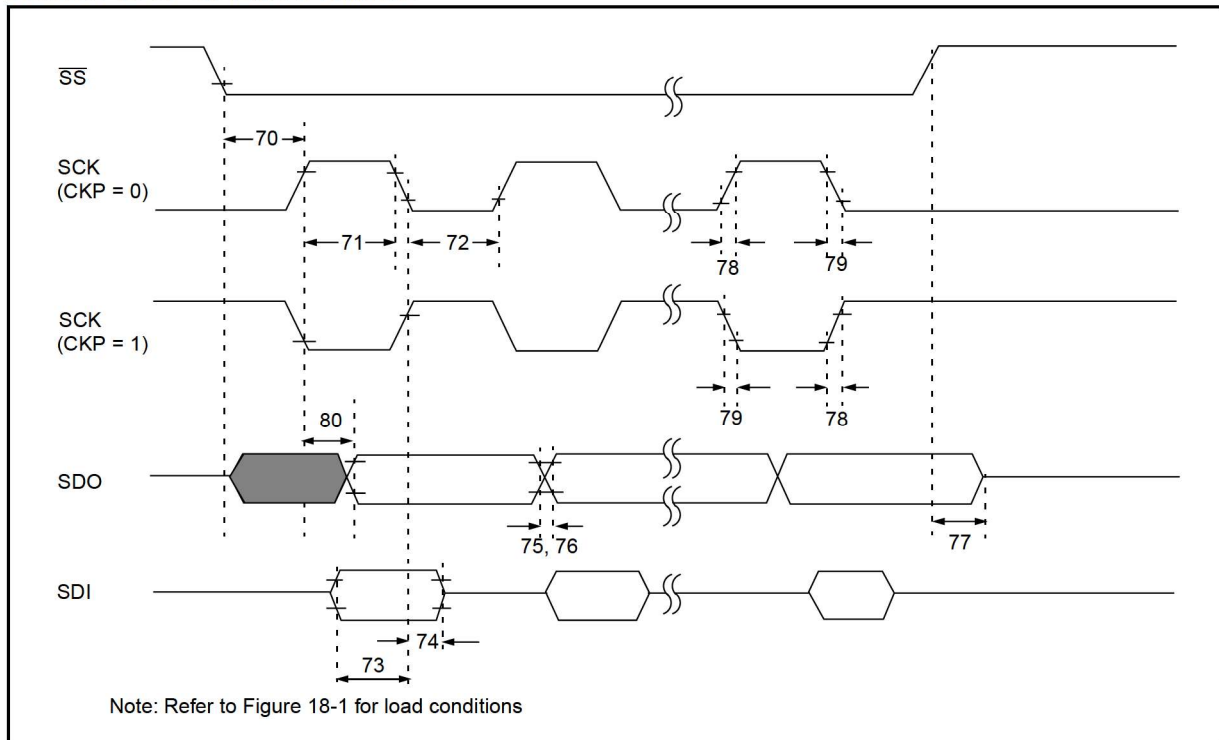 SS
70
SCK
(CKP = 0)
71
72
78
79
SCK
(CKP = 1)
79
78
80
SDO
75, 76
77
SDI
74
73
Note: Refer to Figure 18-1 for load conditions